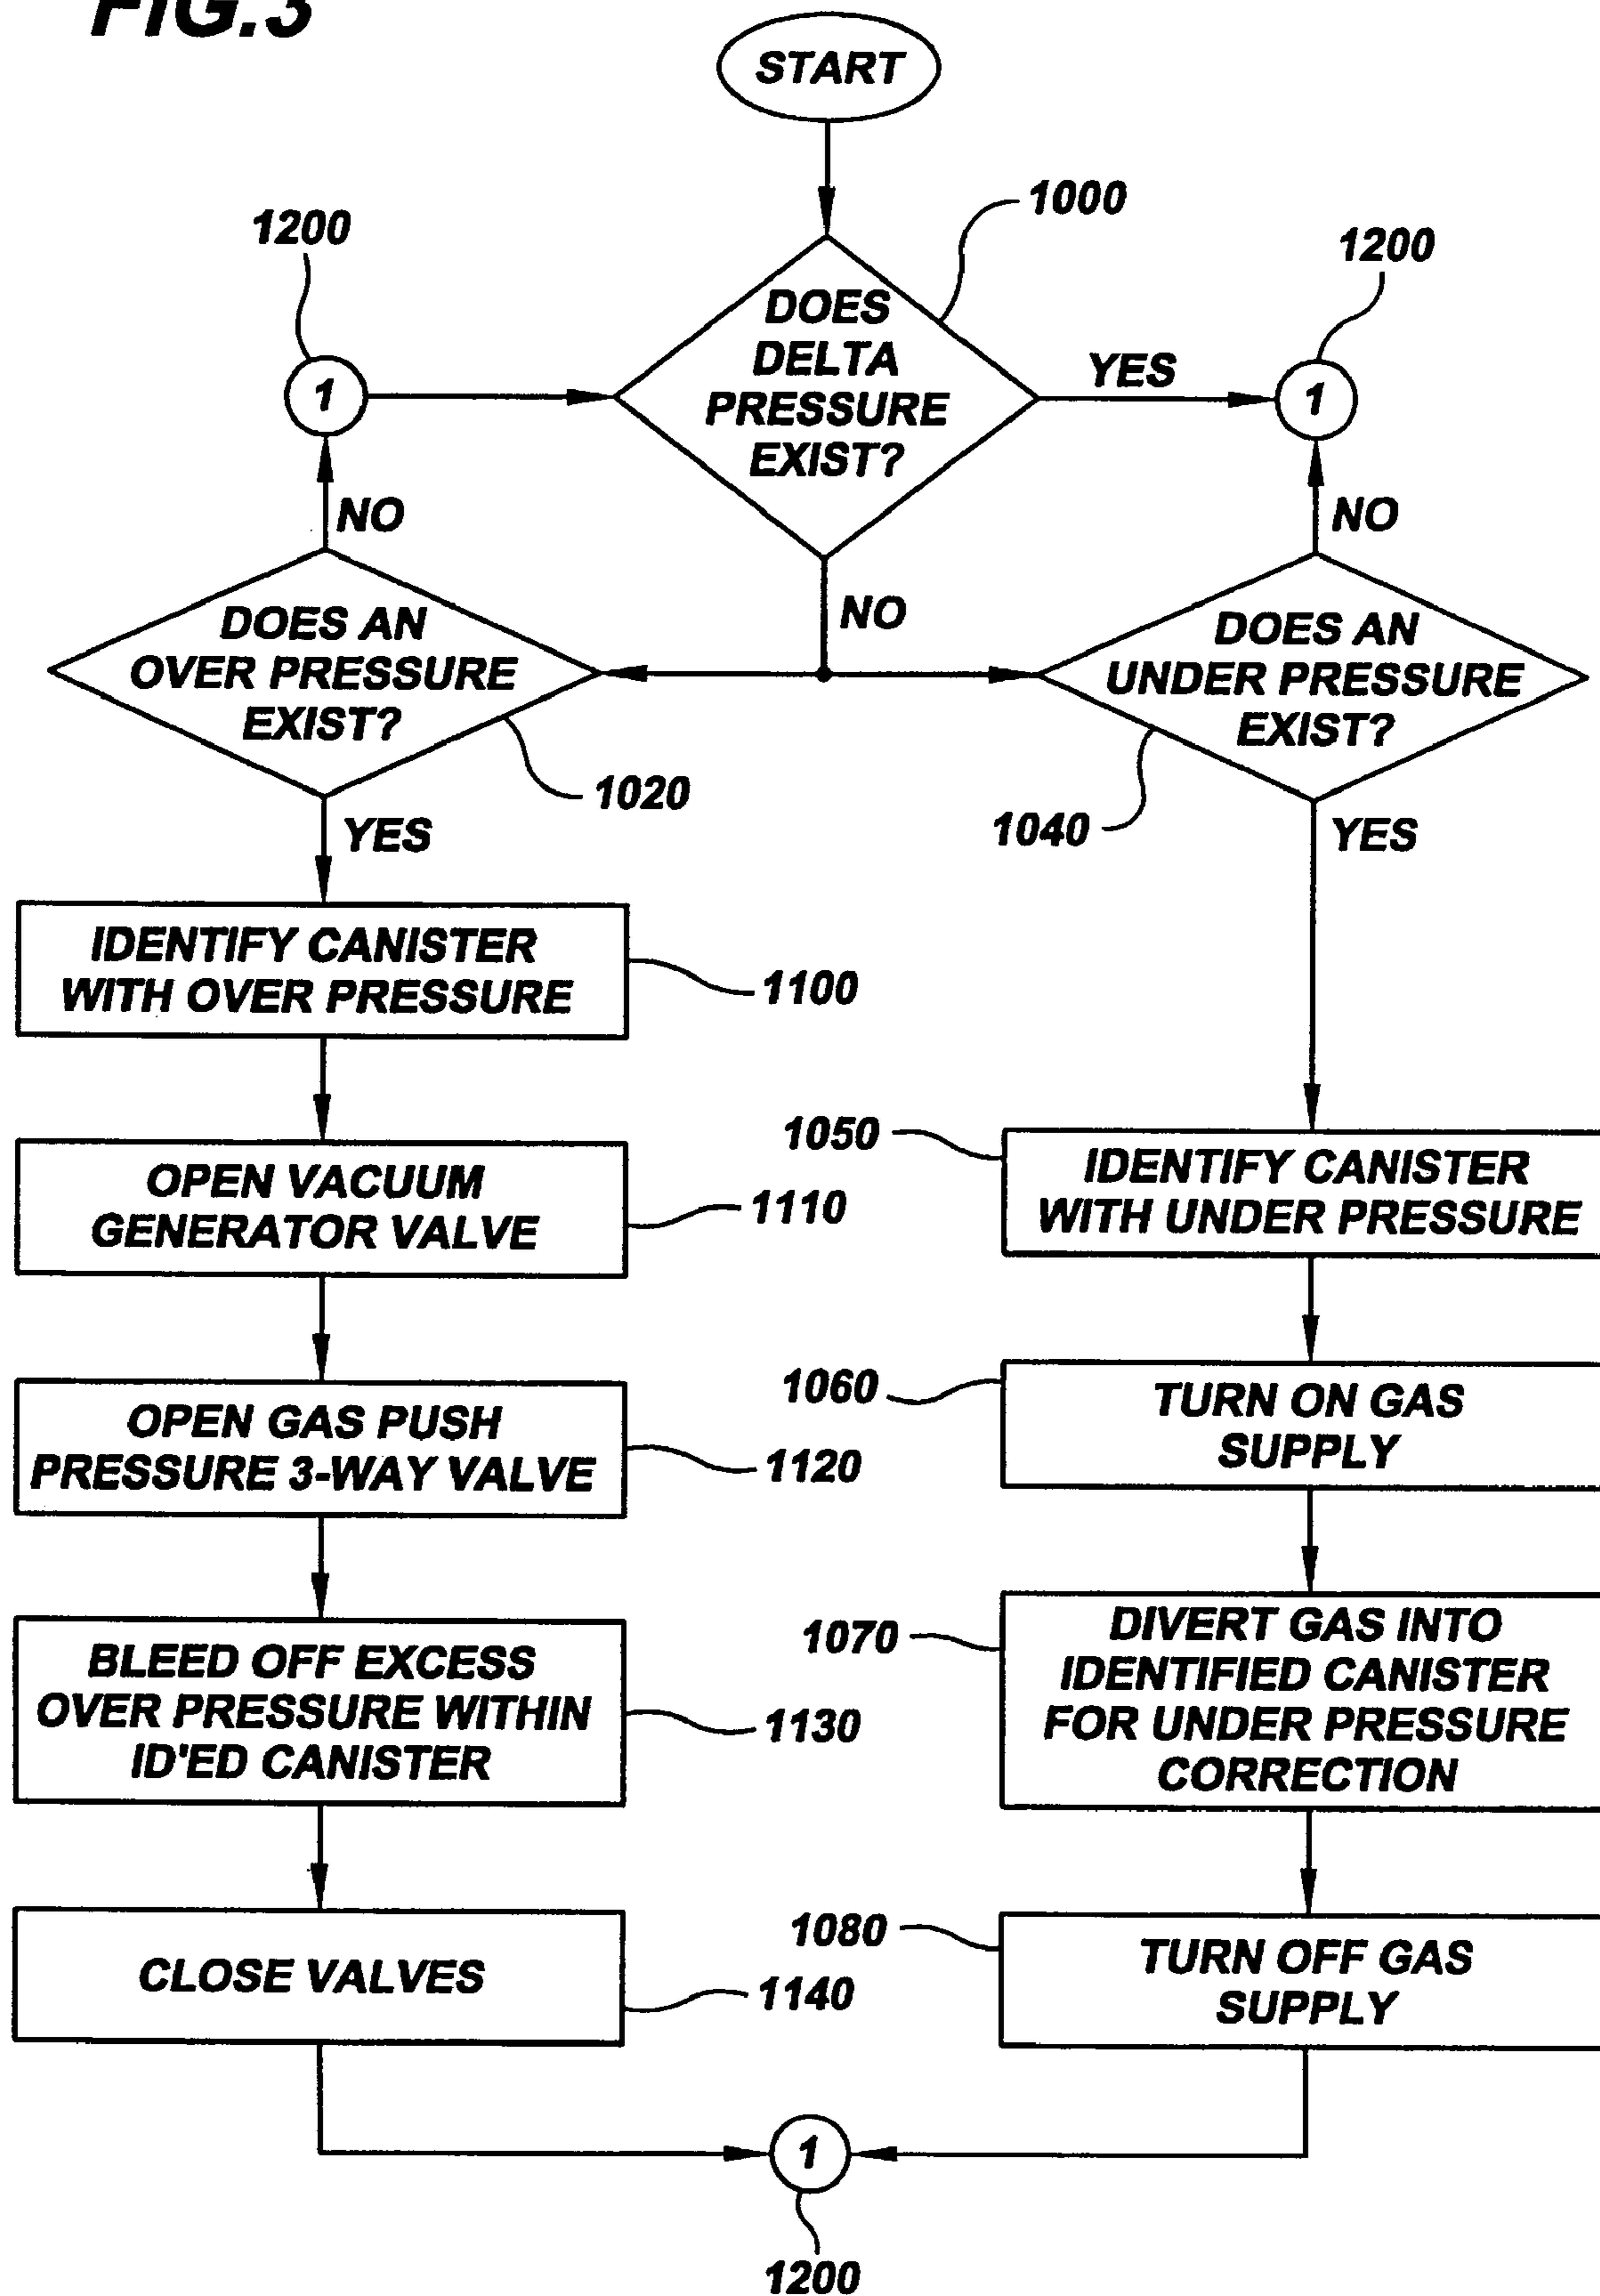 FIG.3
START
1000
1200
1200
DOES
DELTA
PRESSURE
EXIST?
YES
1
1
NO
NO
NO
DOES AN
OVER PRESSURE
EXIST?
DOES AN
UNDER PRESSURE
EXIST?
1020
1040
YES
YES
IDENTIFY CANISTER
WITH OVER PRESSURE
1100
OPEN VACUUM
GENERATOR VALVE
1110
1050
IDENTIFY CANISTER
WITH UNDER PRESSURE
OPEN GAS PUSH
PRESSURE 3-WAY VALVE
1120
1060
TURN ON GAS
SUPPLY
BLEED OFF EXCESS
OVER PRESSURE WITHIN
ID'ED CANISTER
1130
1070
DIVERT GAS INTO
IDENTIFIED CANISTER
FOR UNDER PRESSURE
CORRECTION
CLOSE VALVES
1140
1080
TURN OFF GAS
SUPPLY
1
1200